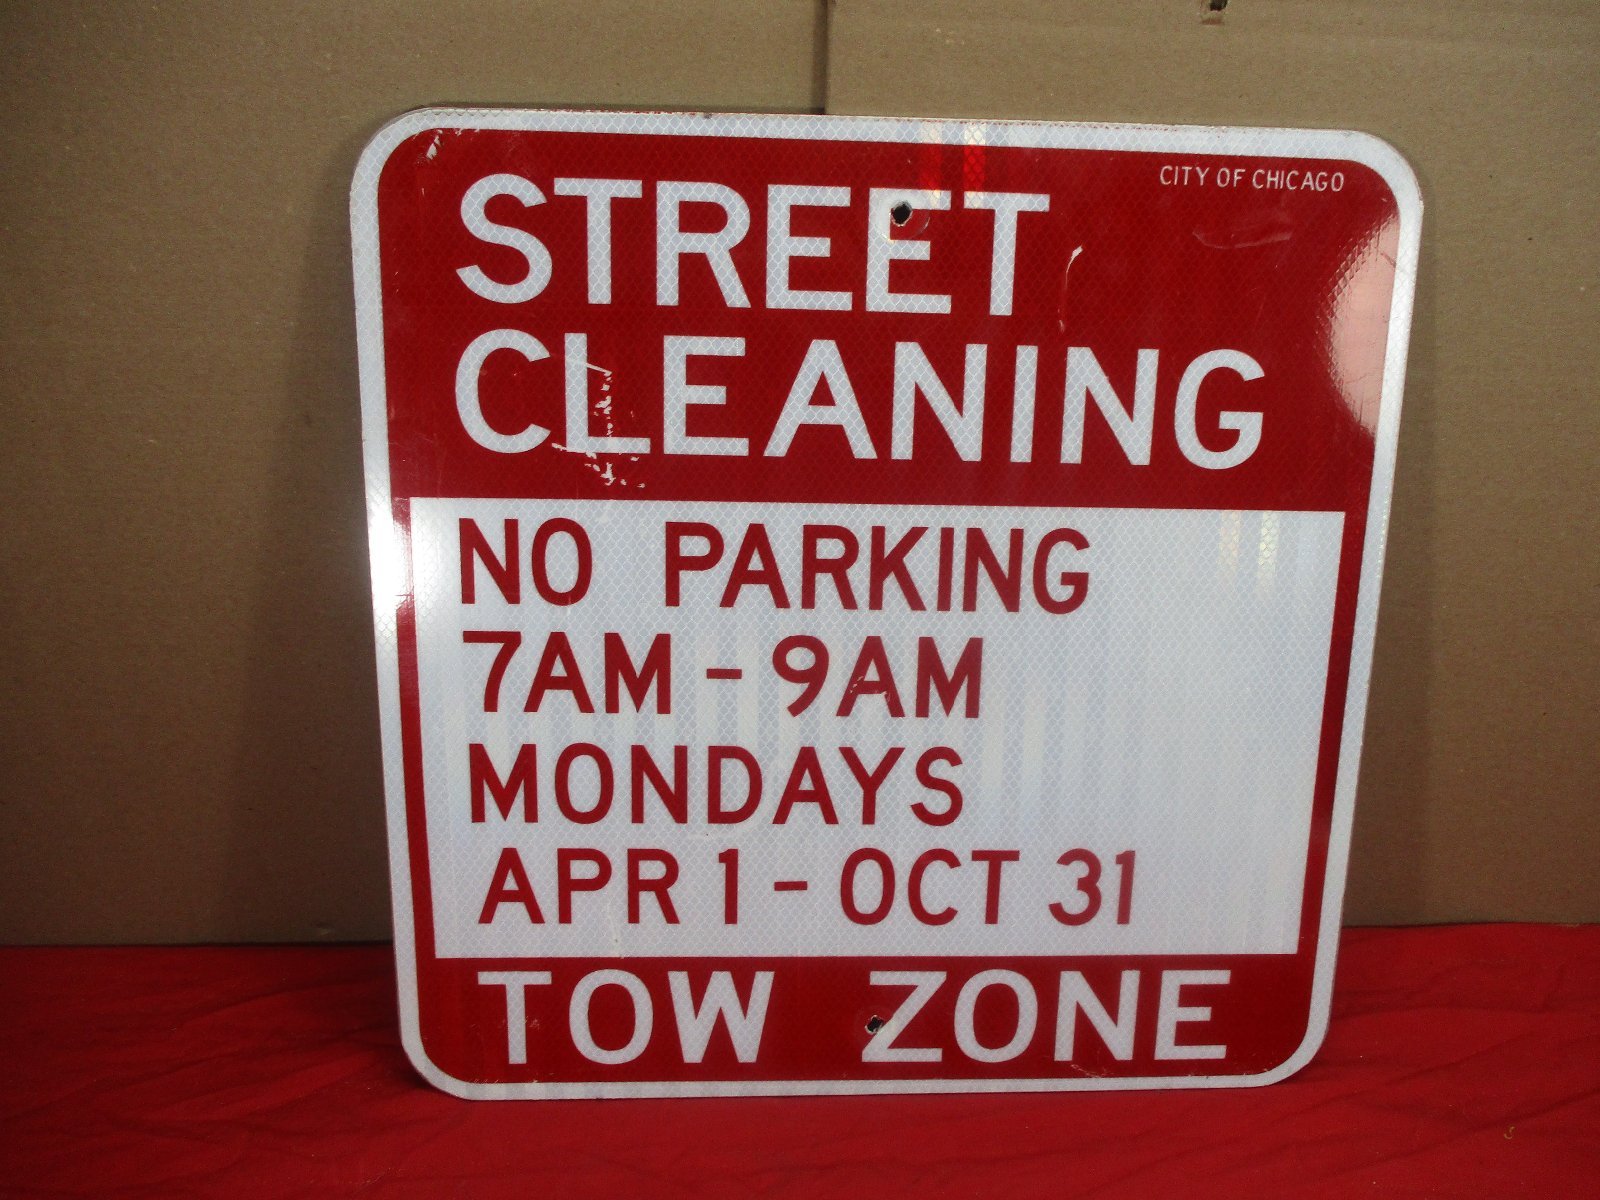 CITY OF CHICAGO
STREET
CLEANING
NO PARKING
7AM - 9AM
MONDAYS
APR 1 - OCT 31
TOW ZONE